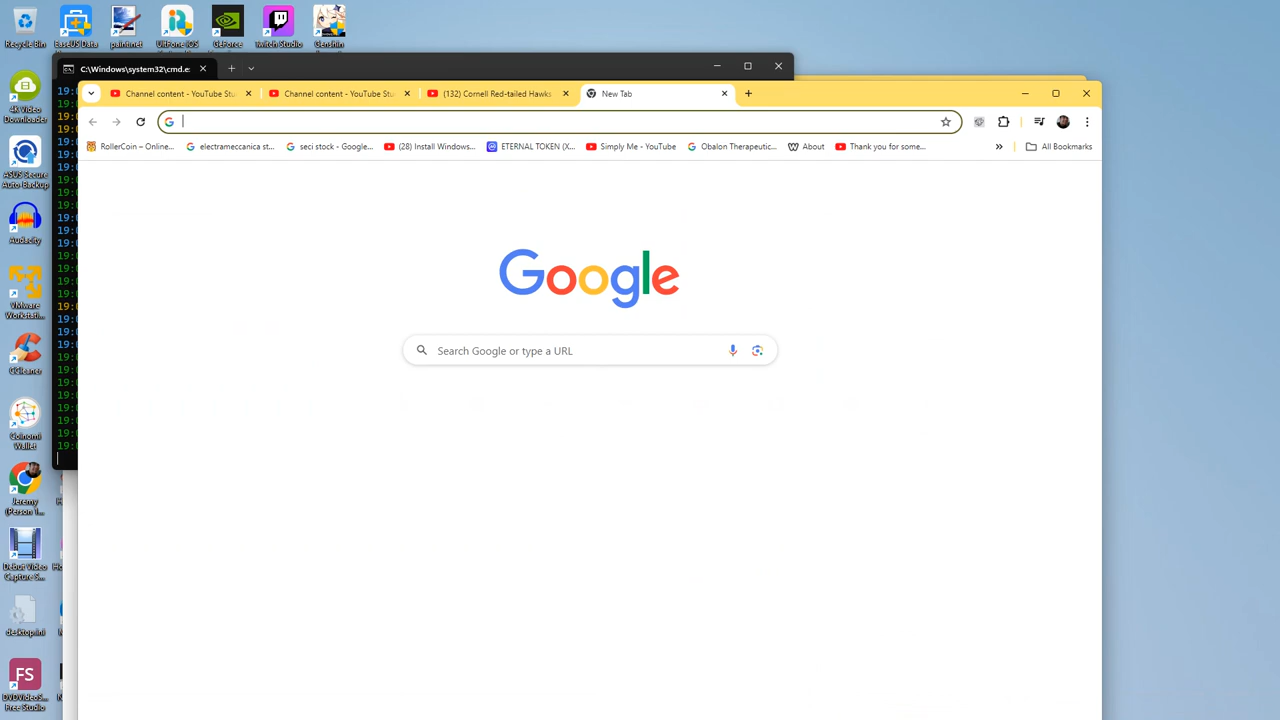 Recycle Bin
EaseUS Data
paint.net
UltFone iOS
GeForce
Twitch Studio
Genshin
C:\Windows\system32\cmd.e:
Channel content - YouTube Stu
Channel content - YouTube Stu
(132) Cornell Red-tailed Hawks
New Tab
RollerCoin – Online...
electrameccanica st...
seci stock - Google...
(28) Install Windows...
ETERNAL TOKEN (X...
Simply Me - YouTube
Obalon Therapeutic...
About
Thank you for some...
All Bookmarks
Google
Search Google or type a URL
4K Video
Downloader
ASUS Secure
Auto-Backup
Audacity
VMware
Workstati...
CCleaner
Coinomi
Wallet
Jeremy
(Person 1...
Debut Video
Capture S...
desktop.ini
DVDVideoS...
Free Studio
FS